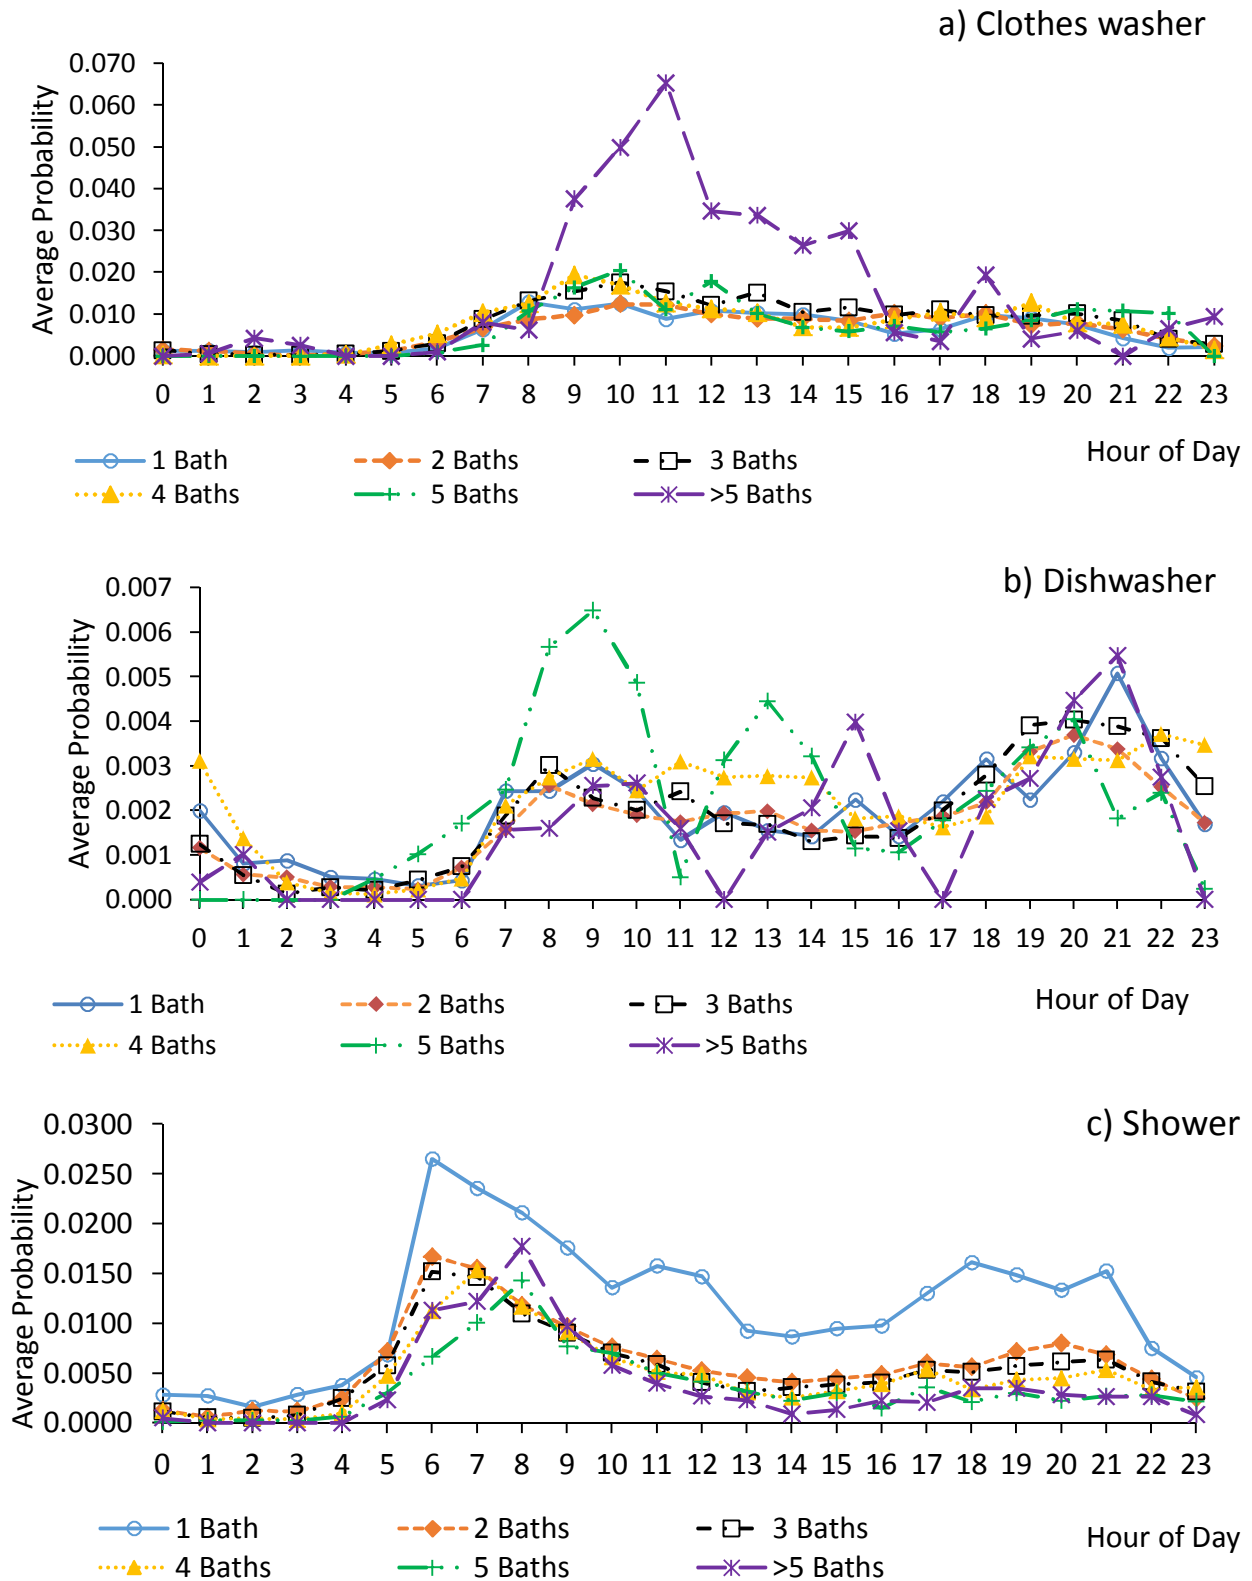 a) Clothes washer
Average Probability
0.070
0.060
0.050
0.040
0.030
0.020
0.010
0.000
0 1 2 3 4 5 6 7 8 9 10 11 12 13 14 15 16 17 18 19 20 21 22 23
Hour of Day
1 Bath 2 Baths 3 Baths
4 Baths 5 Baths >5 Baths
b) Dishwasher
Average Probability
0.007
0.006
0.005
0.004
0.003
0.002
0.001
0.000
0 1 2 3 4 5 6 7 8 9 10 11 12 13 14 15 16 17 18 19 20 21 22 23
Hour of Day
1 Bath 2 Baths 3 Baths
4 Baths 5 Baths >5 Baths
c) Shower
Average Probability
0.0300
0.0250
0.0200
0.0150
0.0100
0.0050
0.0000
0 1 2 3 4 5 6 7 8 9 10 11 12 13 14 15 16 17 18 19 20 21 22 23
Hour of Day
1 Bath 2 Baths 3 Baths
4 Baths 5 Baths >5 Baths